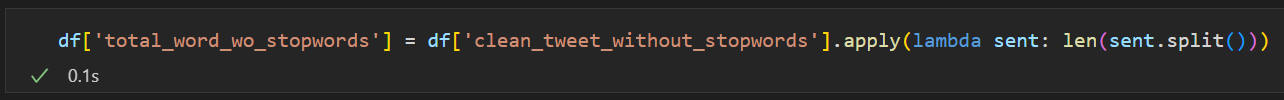 df['total_word_wo_stopwords'] = df['clean_tweet_without_stopwords'].apply(lambda sent: len(sent.split()))
0.1s